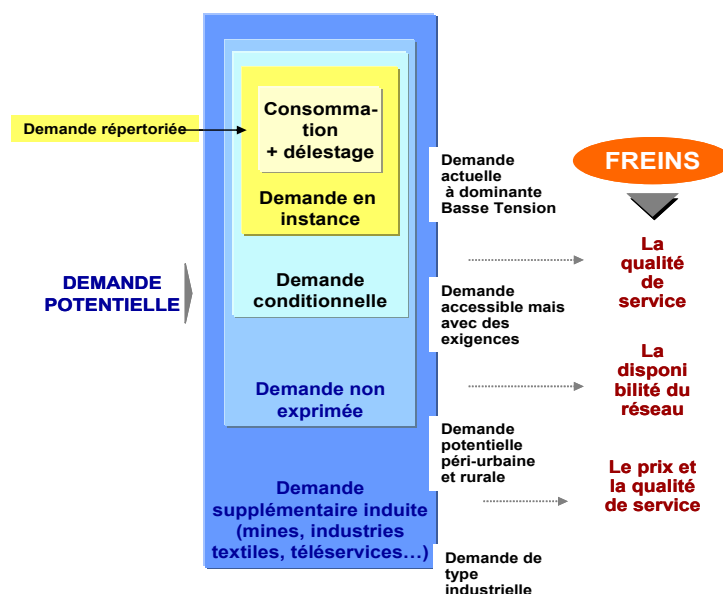 Consomma-
tion
+ délestage
Demande répertoriée
Demande en
instance
Demande
actuelle
à dominante
Basse Tension
FREINS
La
qualité
de
service
DEMANDE
POTENTIELLE
Demande
conditionnelle
Demande
accessible mais
avec des
exigences
La
disponi
bilité du
réseau
Demande non
exprimée
Demande
potentielle
péri-urbaine
et rurale
Le prix et
la qualité
de service
Demande
supplémentaire induite
(mines, industries
textiles, téléservices…)
Demande de
type
industrielle